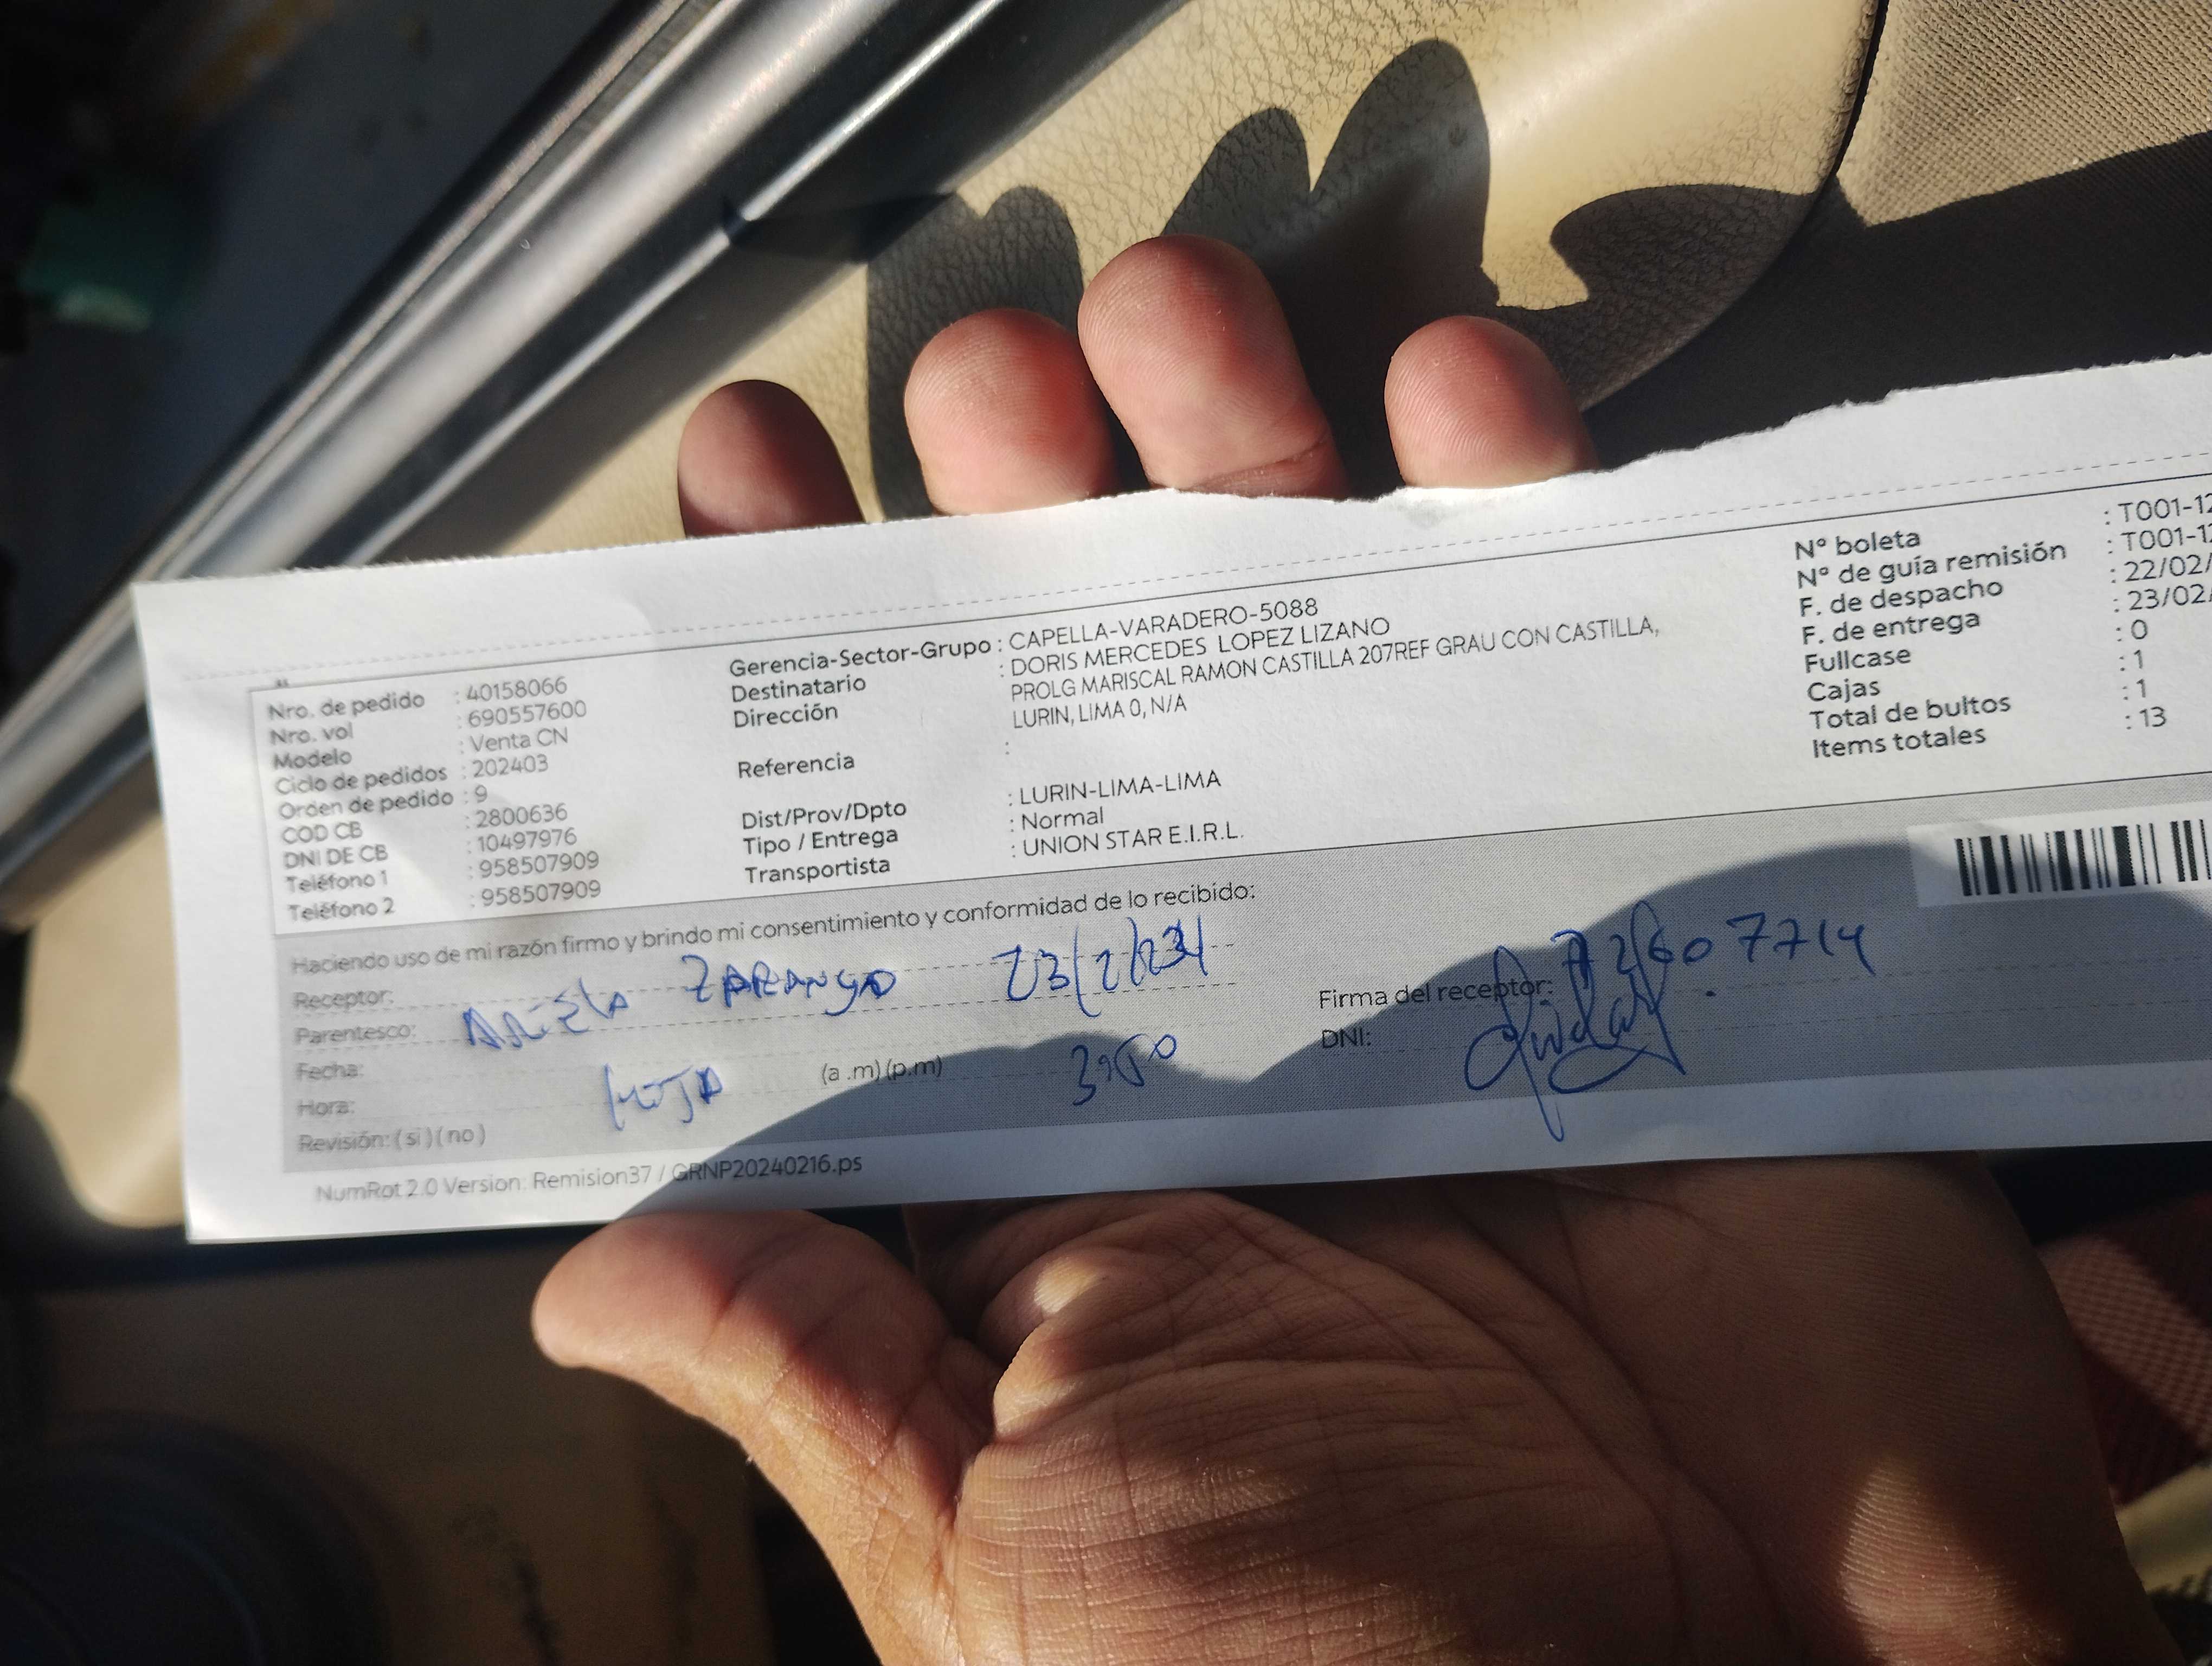 Nro. de pedido : 40158066
Nro. vol : 690557600
Modelo : Venta CN
Ciclo de pedidos : 202403
Orden de pedido : 9
COD CB : 2800636
DNI DE CB : 10497976
Teléfono 1 : 958507909
Teléfono 2 : 958507909
Gerencia-Sector-Grupo : CAPELLA-VARADERO-5088
Destinatario : DORIS MERCEDES LOPEZ LIZANO
Dirección PROLG MARISCAL RAMON CASTILLA 207REF GRAU CON CASTILLA,
LURIN, LIMA 0, N/A
Referencia :
Dist/Prov/Dpto : LURIN-LIMA-LIMA
Tipo / Entrega : Normal
Transportista : UNION STAR E.I.R.L.
Nº boleta : T001-12
Nº de guía remisión : T001-12
F. de despacho : 22/02/
F. de entrega : 23/02/
Fullcase : 0
Cajas : 1
Total de bultos : 1
Items totales : 13
Haciendo uso de mi razón firmo y brindo mi consentimiento y conformidad de lo recibido:
Receptor:
Parentesco:
Fecha:
Hora: (a .m) (p.m)
Revisión: ( si ) ( no )
Firma del receptor:
DNI:
72607714
NumRot 2.0 Version: Remision37 / GRNP20240216.ps